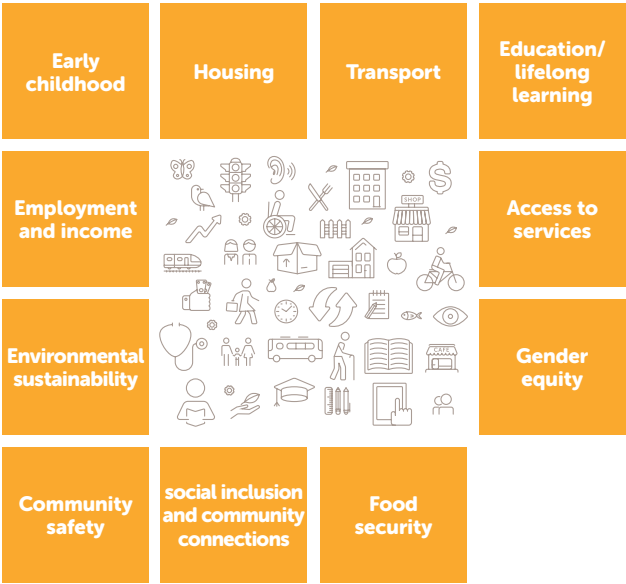 Early
childhood
Housing
Transport
Education/
lifelong
learning
Employment
and income
$
SHOP
Access to
services
Environmental
sustainability
CAFE
Gender
equity
Community
safety
social inclusion
and community
connections
Food
security